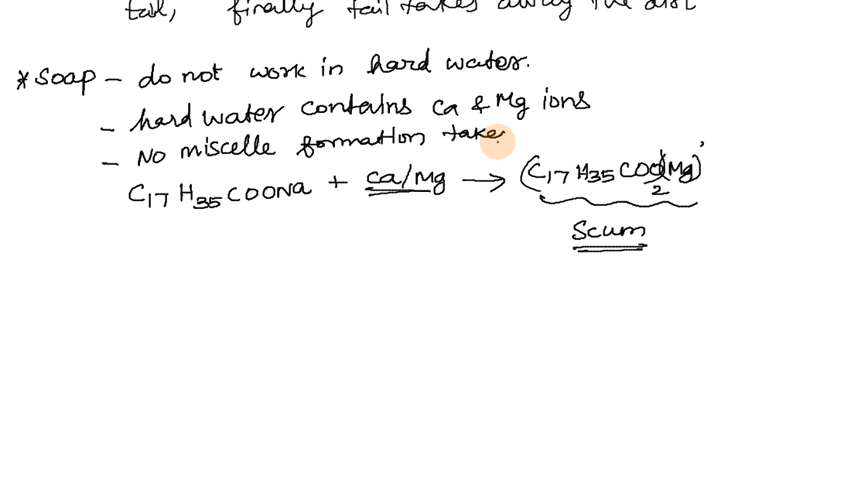 tail, finally tail takes away the dirt
* Soap - do not work in hard water.
- hard water contains Ca & Mg ions
- No miscelle formation take
C17H35COONa + Ca/Mg → (C17H35COO)2Mg
Scum